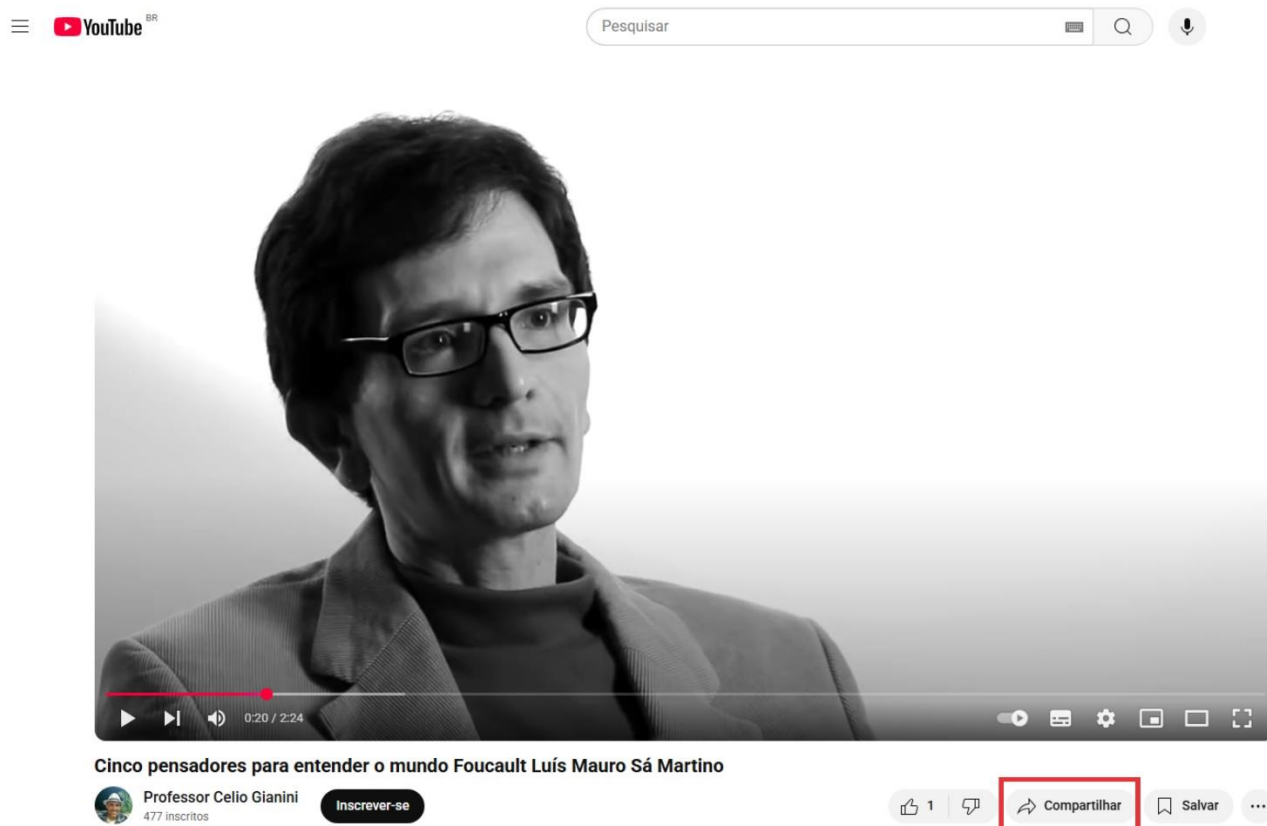 YouTube BR
Pesquisar
0:20 / 2:24
Cinco pensadores para entender o mundo Foucault Luís Mauro Sá Martino
Professor Celio Gianini
477 inscritos
Inscrever-se
1
Compartilhar
Salvar